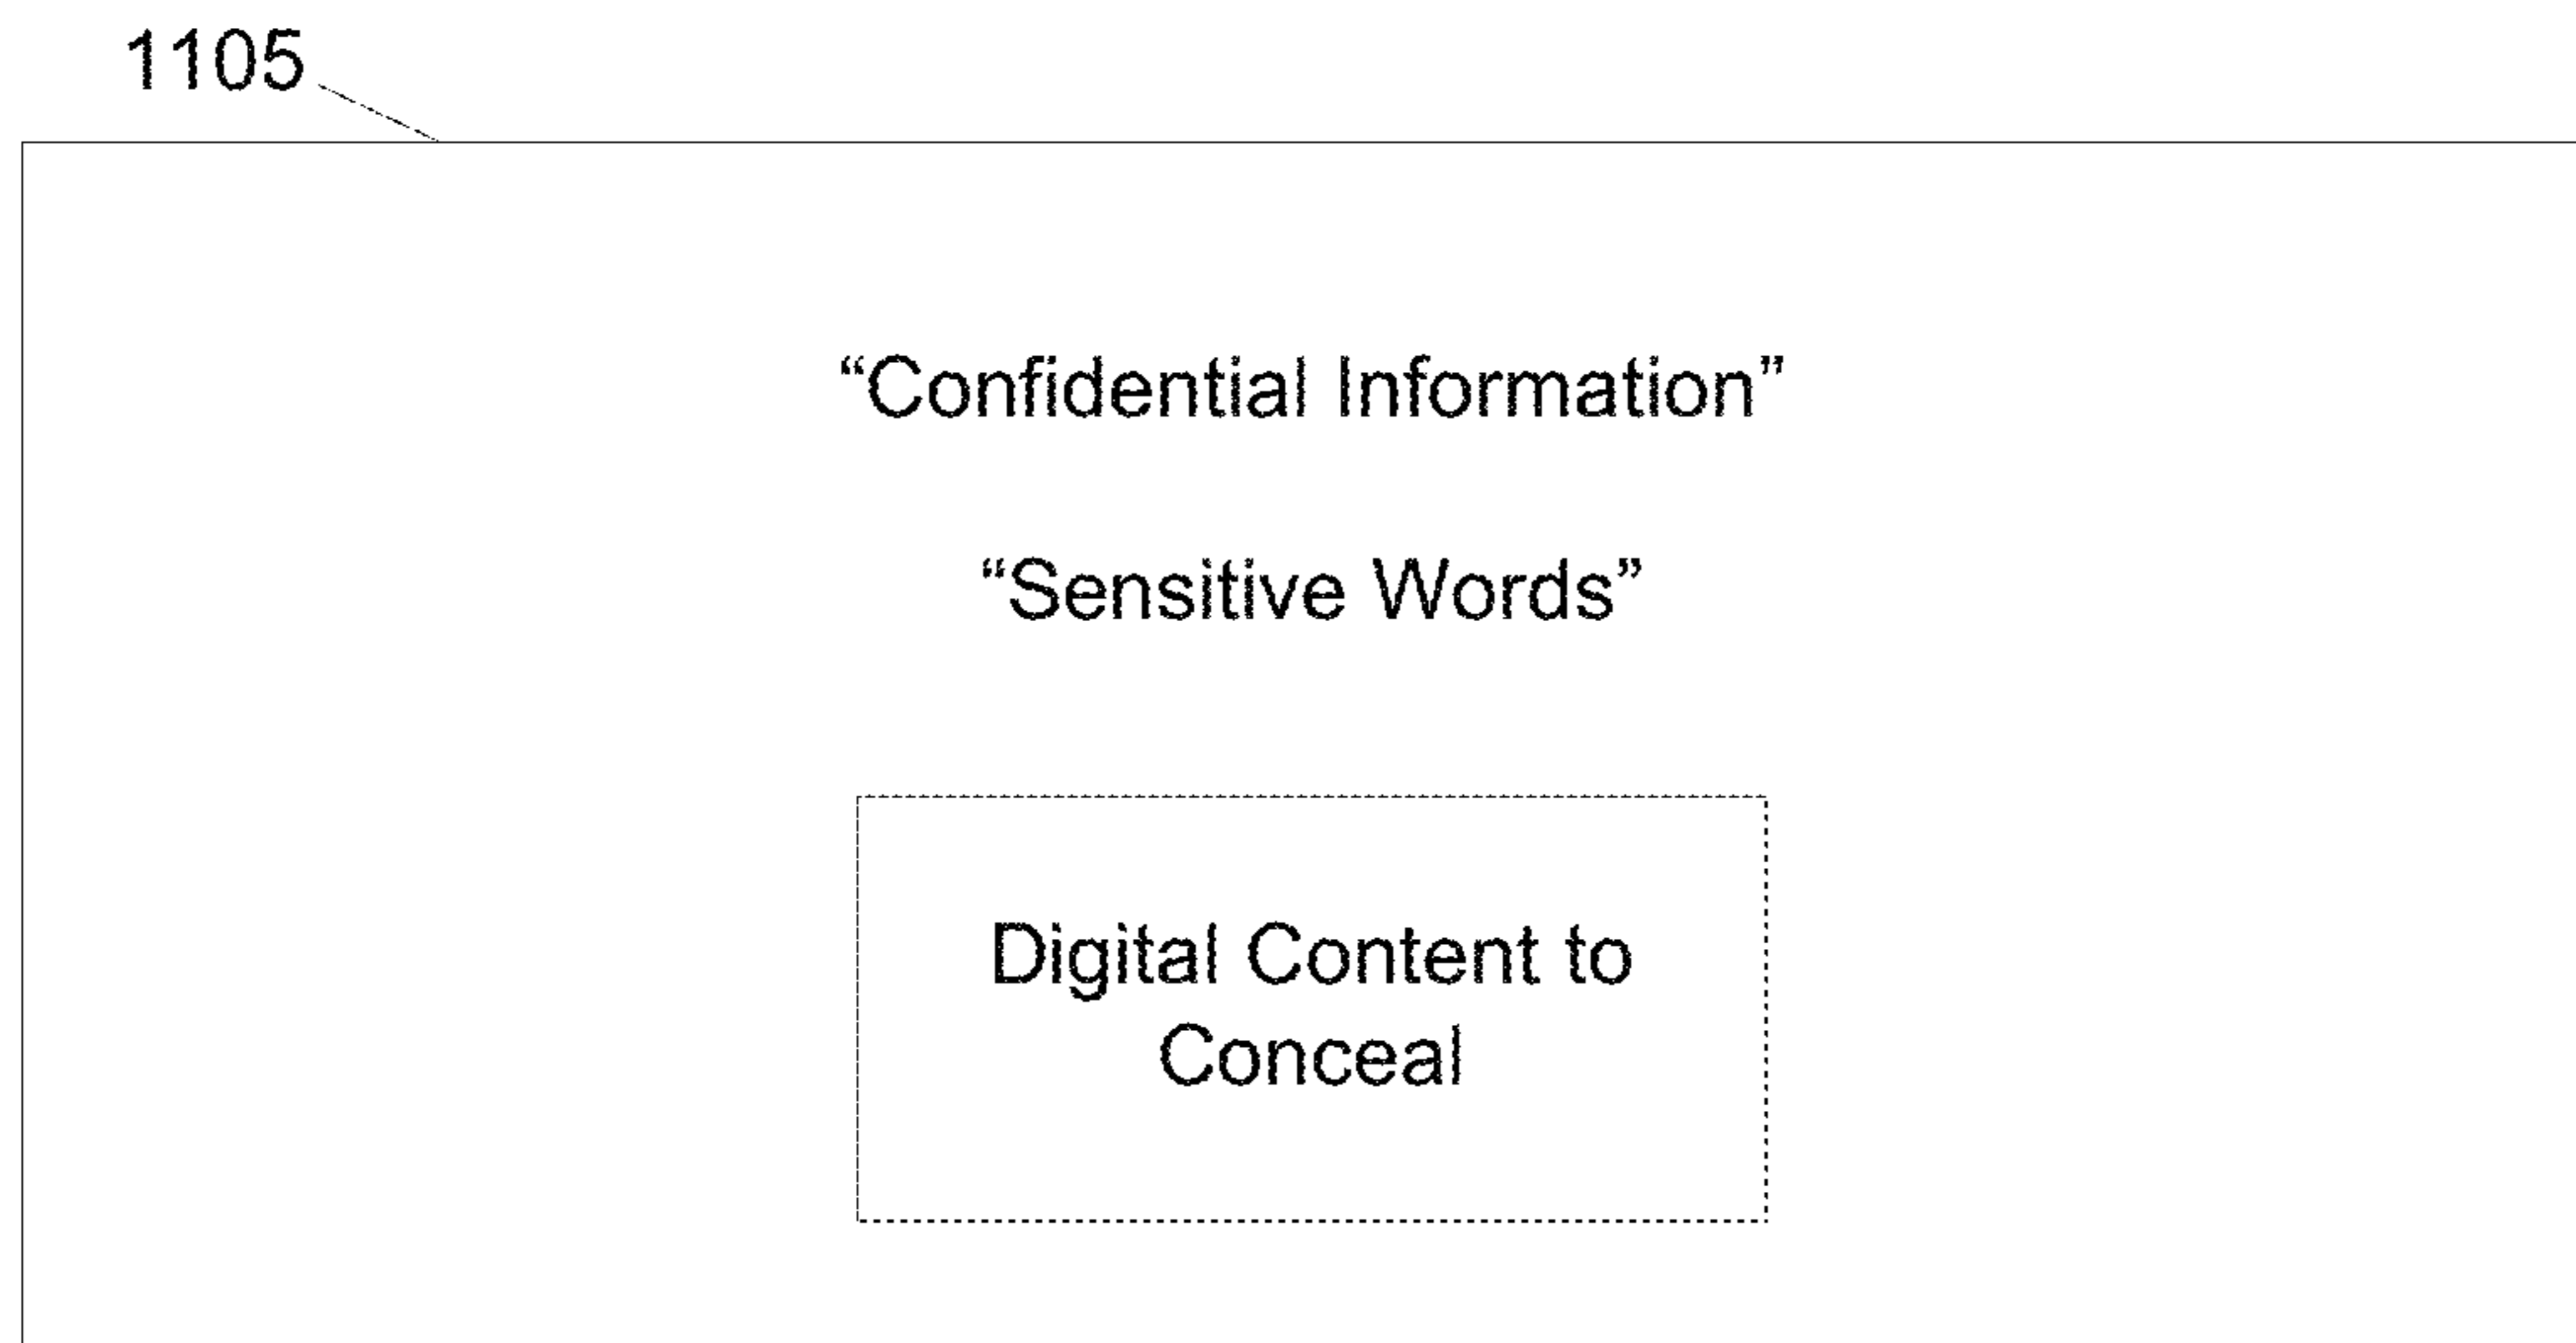 1105
“Confidential Information”
“Sensitive Words”
Digital Content to
Conceal